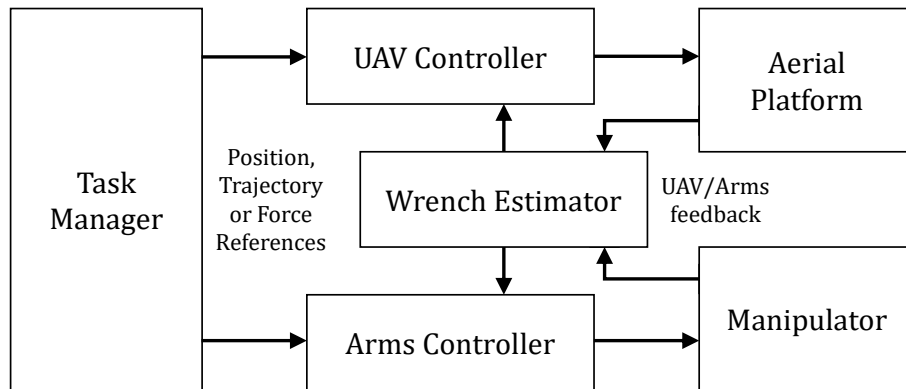 Task
Manager
UAV Controller
Aerial
Platform
Position,
Trajectory
or Force
References
Wrench Estimator
UAV/Arms
feedback
Arms Controller
Manipulator